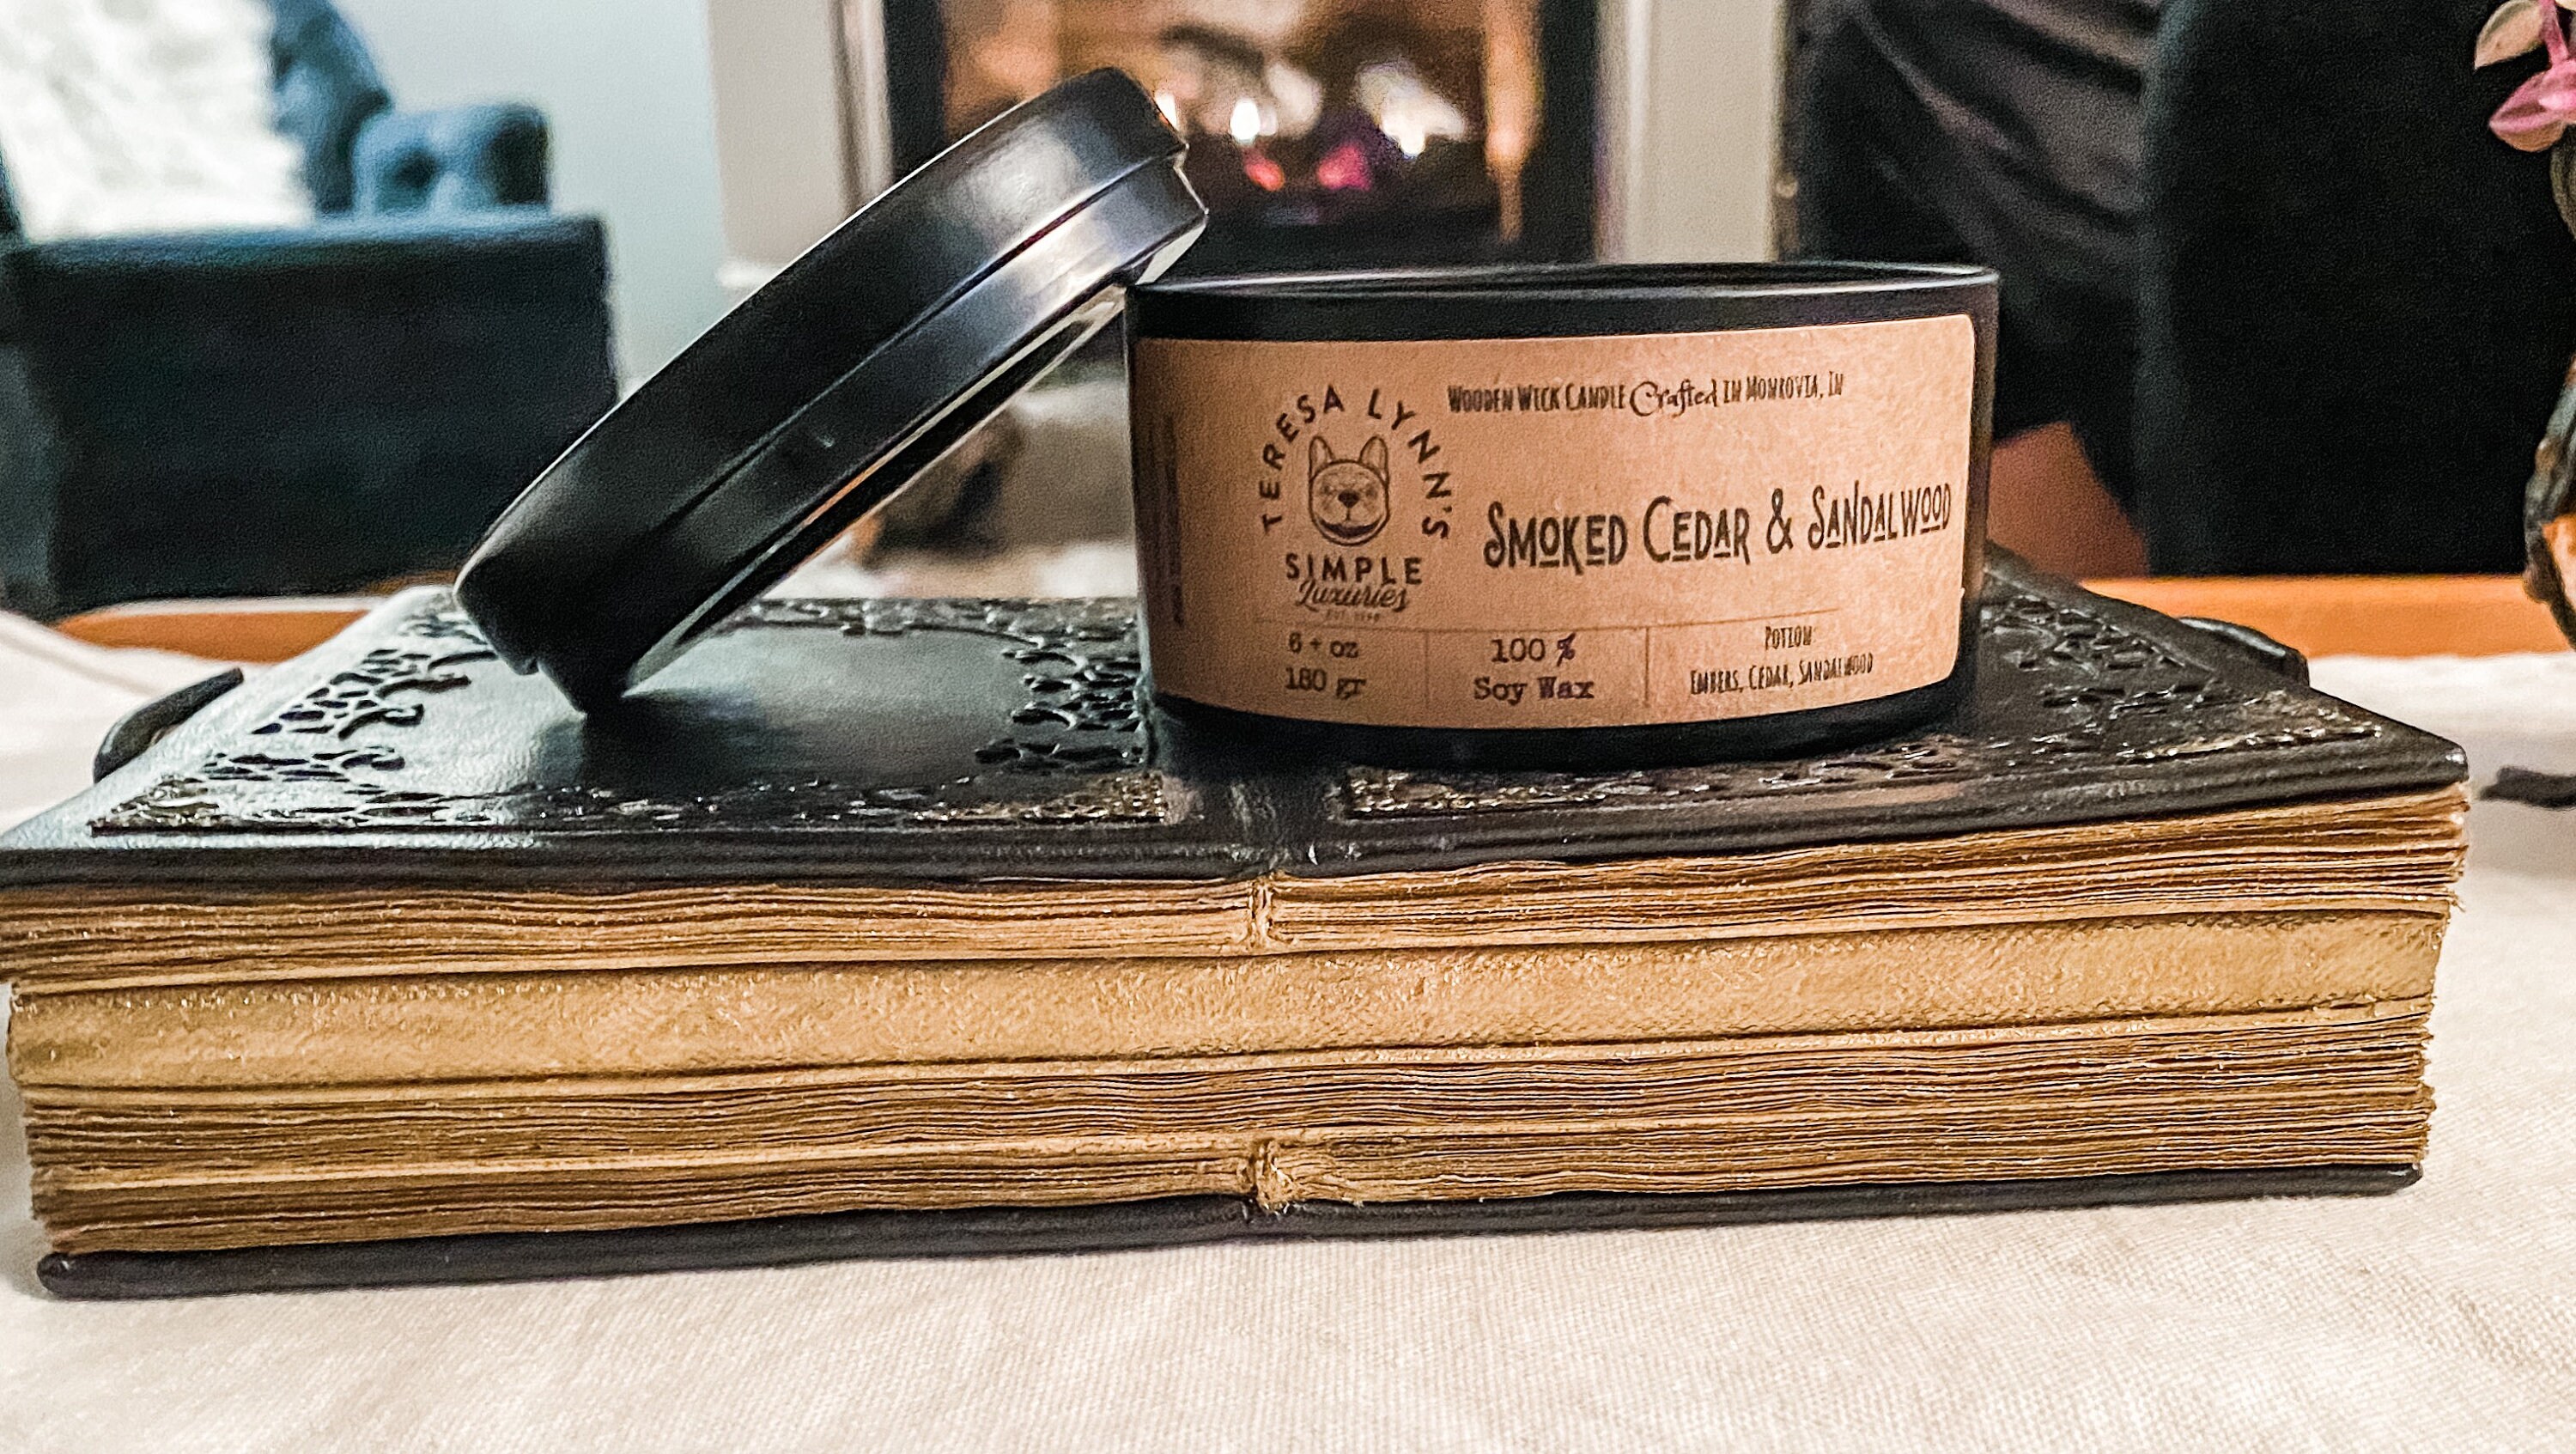 Wooden Wick Candle Crafted in Monrovia, IN
TERESA LYNN'S
SIMPLE
Luxuries
Smoked Cedar & Sandalwood
6+ oz
180 gr
100 %
Soy Wax
Potion
Embers, Cedar, Sandalwood